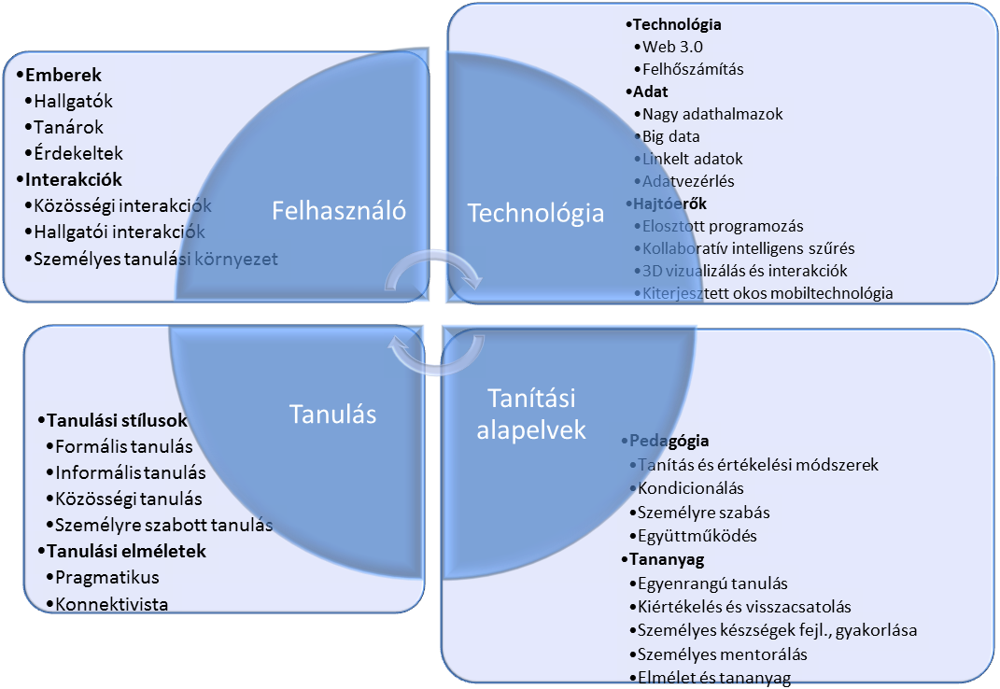 •Emberek
•Hallgatók
•Tanárok
•Érdekeltek
•Interakciók
•Közösségi interakciók
•Hallgatói interakciók
•Személyes tanulási környezet
Felhasználó
•Technológia
•Web 3.0
•Felhőszámítás
•Adat
•Nagy adathalmazok
•Big data
•Linkelt adatok
•Adatvezérlés
•Hajtóerők
•Elosztott programozás
•Kollaboratív intelligens szűrés
•3D vizualizálás és interakciók
•Kiterjesztett okos mobiltechnológia
Technológia
•Tanulási stílusok
•Formális tanulás
•Informális tanulás
•Közösségi tanulás
•Személyre szabott tanulás
•Tanulási elméletek
•Pragmatikus
•Konnektivista
Tanulás
Tanítási
alapelvek
•Pedagógia
•Tanítás és értékelési módszerek
•Kondicionálás
•Személyre szabás
•Együttműködés
•Tananyag
•Egyenrangú tanulás
•Kiértékelés és visszacsatolás
•Személyes készségek fejl., gyakorlása
•Személyes mentorálás
•Elmélet és tananyag